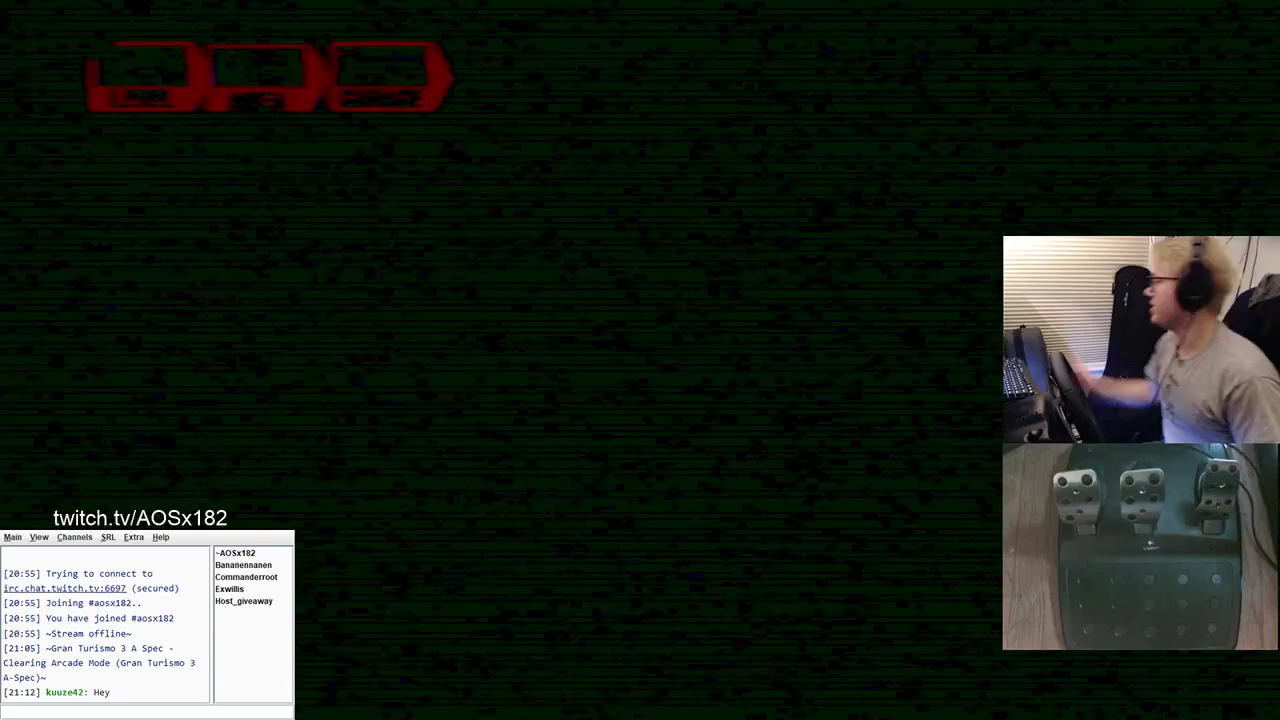 twitch.tv/AOSx182
Main View Channels SRL Extra Help
[20:55] Trying to connect to
irc.chat.twitch.tv:6697 (secured)
[20:55] Joining #aosx182..
[20:55] You have joined #aosx182
[20:55] ~Stream offline~
[21:05] ~Gran Turismo 3 A Spec -
Clearing Arcade Mode (Gran Turismo 3
A-Spec)~
[21:12] kuuze42: Hey
~AOSx182
Bananennanen
Commanderroot
Exwillis
Host_giveaway